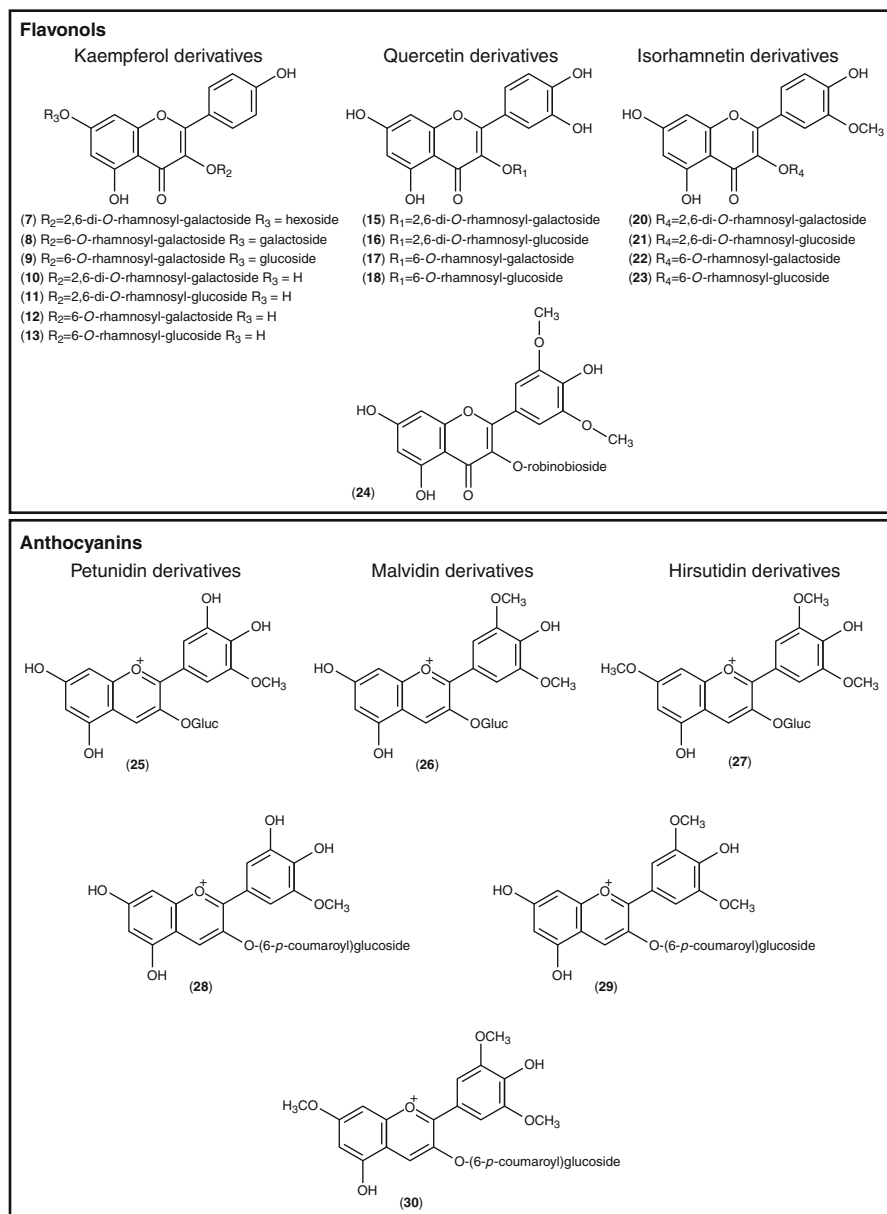 Flavonols
Kaempferol derivatives
Quercetin derivatives
Isorhamnetin derivatives
OH
R3O
O
OR2
OH
O
OH
HO
O
OH
OR1
OH
O
OH
HO
O
OCH3
OR4
OH
O
(7) R2=2,6-di-O-rhamnosyl-galactoside R3 = hexoside
(8) R2=6-O-rhamnosyl-galactoside R3 = galactoside
(9) R2=6-O-rhamnosyl-galactoside R3 = glucoside
(10) R2=2,6-di-O-rhamnosyl-galactoside R3 = H
(11) R2=2,6-di-O-rhamnosyl-glucoside R3 = H
(12) R2=6-O-rhamnosyl-galactoside R3 = H
(13) R2=6-O-rhamnosyl-glucoside R3 = H
(15) R1=2,6-di-O-rhamnosyl-galactoside
(16) R1=2,6-di-O-rhamnosyl-glucoside
(17) R1=6-O-rhamnosyl-galactoside
(18) R1=6-O-rhamnosyl-glucoside
(20) R4=2,6-di-O-rhamnosyl-galactoside
(21) R4=2,6-di-O-rhamnosyl-glucoside
(22) R4=6-O-rhamnosyl-galactoside
(23) R4=6-O-rhamnosyl-glucoside
CH3
O
OH
HO
O
O
CH3
O-robinobioside
(24)
OH
O
Anthocyanins
Petunidin derivatives
Malvidin derivatives
Hirsutidin derivatives
OH
OH
HO
O+
OCH3
OGluc
OH
(25)
OCH3
OH
HO
O+
OCH3
OGluc
OH
(26)
OCH3
OH
OCH3O
O+
OCH3
OGluc
OH
(27)
OH
OH
HO
O+
OCH3
O-(6-p-coumaroyl)glucoside
OH
(28)
OCH3
OH
HO
O+
OCH3
O-(6-p-coumaroyl)glucoside
OH
(29)
OCH3
OH
H3CO
O+
OCH3
O-(6-p-coumaroyl)glucoside
OH
(30)